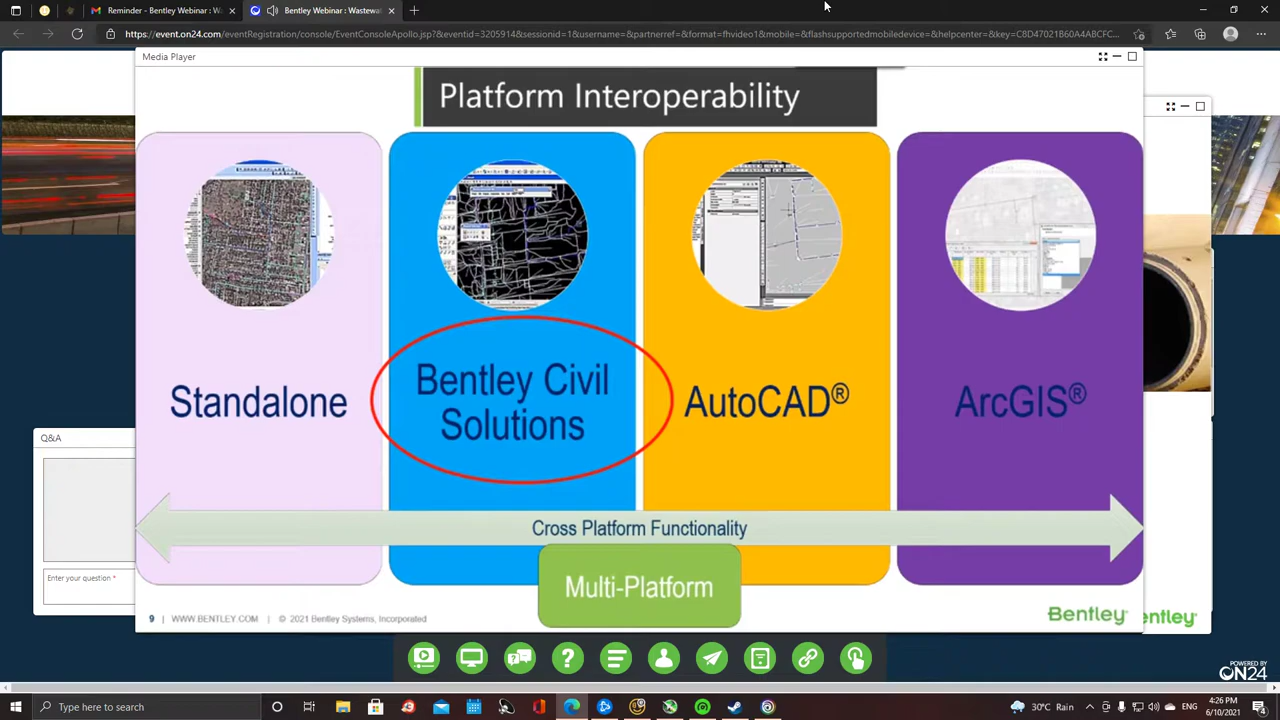 Reminder - Bentley Webinar : Wa
Bentley Webinar : Wastewa
https://event.on24.com/eventRegistration/console/EventConsoleApollo.jsp?&eventid=3205914&sessionid=1&username=&partnerref=&format=fhvideo1&mobile=&flashsupportedmobiledevice=&helpcenter=&key=C8D47021B60A4ABCFC...
Media Player
Platform Interoperability
Standalone
Bentley Civil
Solutions
AutoCAD®
ArcGIS®
Cross Platform Functionality
Multi-Platform
9 | WWW.BENTLEY.COM | © 2021 Bentley Systems, Incorporated
Bentley
entley
Q&A
Enter your question *
POWERED BY
ON24
Type here to search
30°C Rain
4:26 PM
6/10/2021